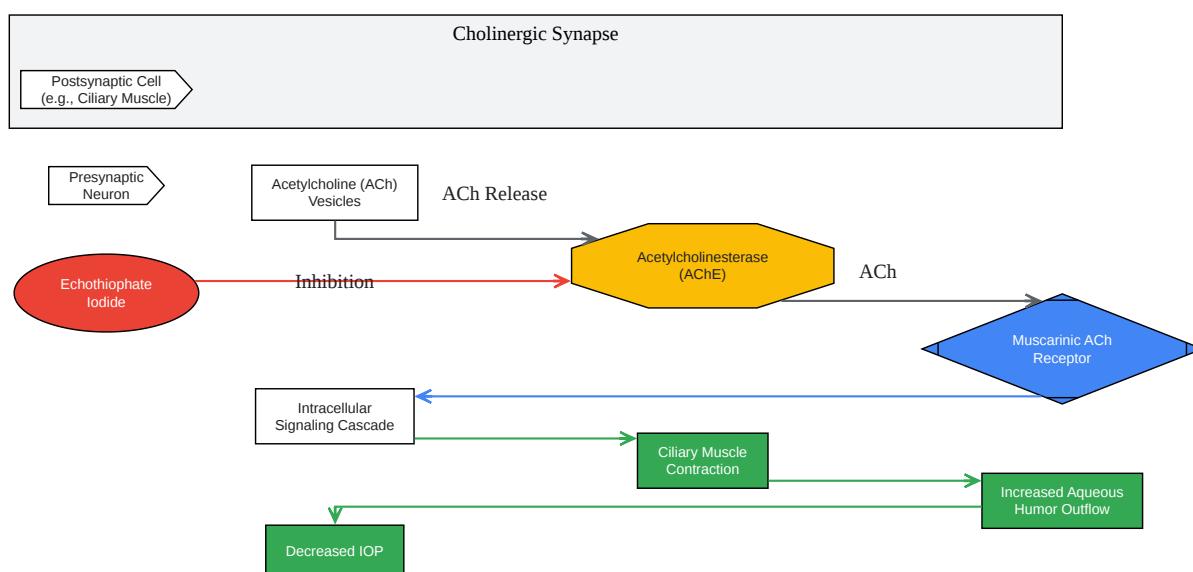 Cholinergic Synapse
Postsynaptic Cell
(e.g., Ciliary Muscle)
Presynaptic
Neuron
Acetylcholine (ACh)
Vesicles
ACh Release
Echothiophate
Iodide
Inhibition
Acetylcholinesterase
(AChE)
ACh
Muscarinic ACh
Receptor
Intracellular
Signaling Cascade
Ciliary Muscle
Contraction
Increased Aqueous
Humor Outflow
Decreased IOP